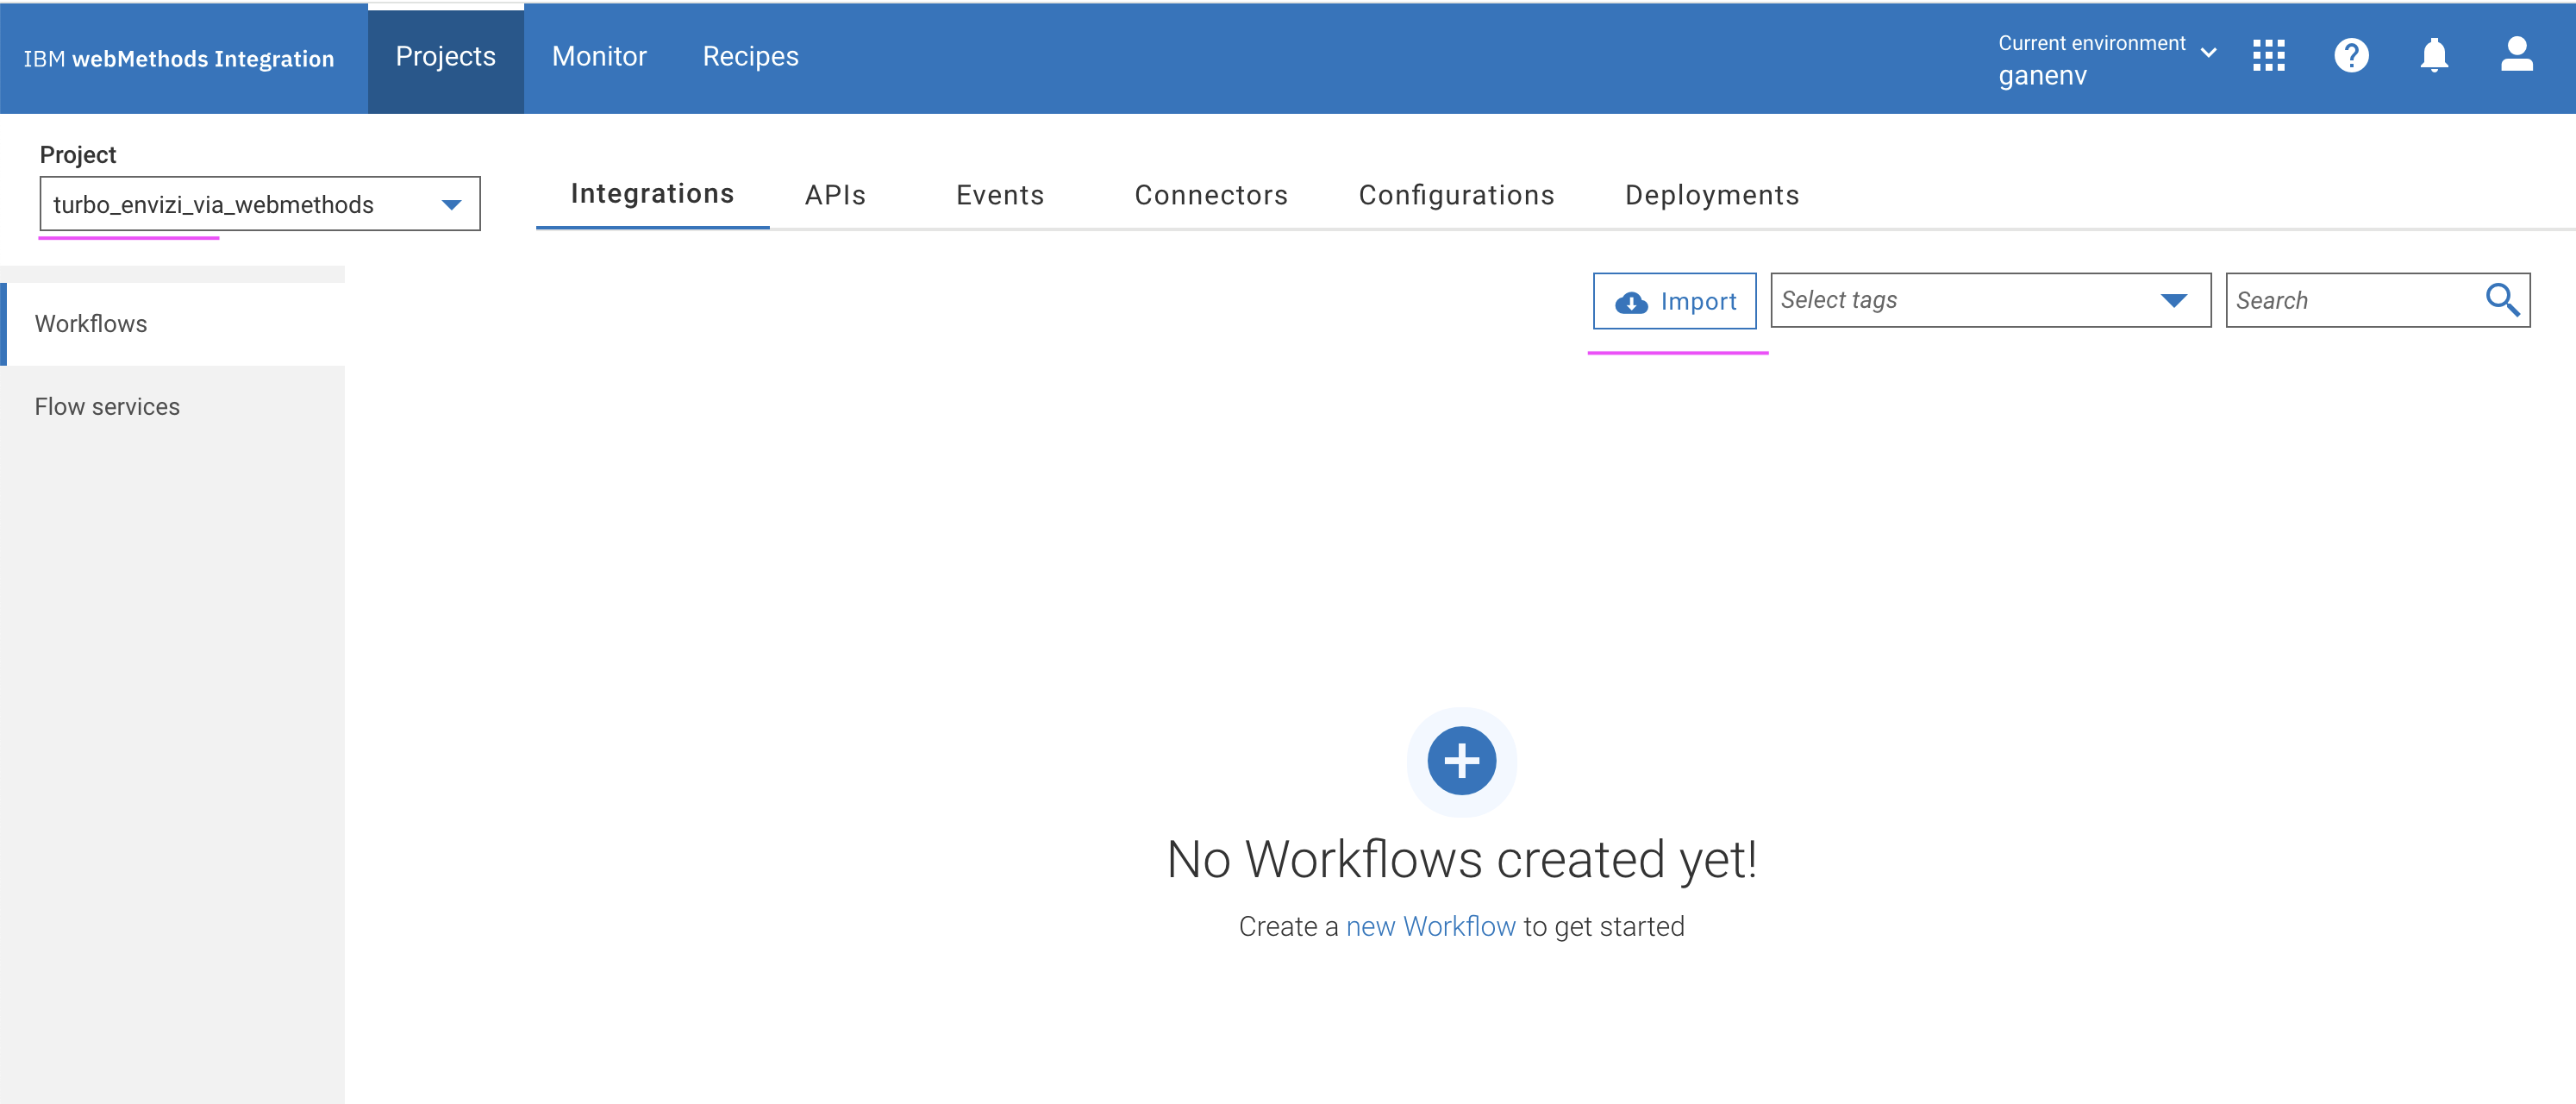 IBM webMethods Integration
Projects
Monitor
Recipes
Current environment
ganenv
Project
turbo_envizi_via_webmethods
Integrations
APIs
Events
Connectors
Configurations
Deployments
Import
Select tags
Search
Workflows
Flow services
No Workflows created yet!
Create a new Workflow to get started